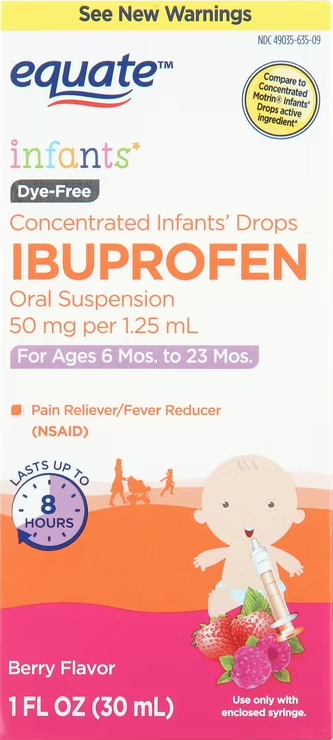 See New Warnings
NDC 49035-635-09
equate™
Compare to
Concentrated
Motrin® Infants'
Drops active
ingredient*
infants*
Dye-Free
Concentrated Infants' Drops
IBUPROFEN
Oral Suspension
50 mg per 1.25 mL
For Ages 6 Mos. to 23 Mos.
Pain Reliever/Fever Reducer
(NSAID)
LASTS UP TO
8
HOURS
Berry Flavor
1 FL OZ (30 mL)
Use only with
enclosed syringe.